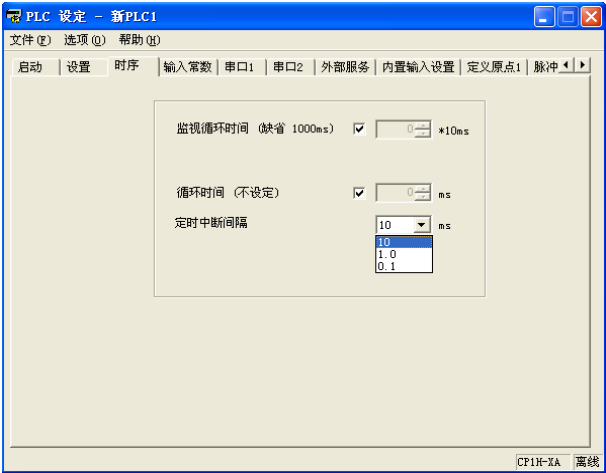 PLC 设定 - 新PLC1
文件(F) 选项(O) 帮助(H)
启动 设置 时序 输入常数 串口1 串口2 外部服务 内置输入设置 定义原点1 脉冲
监视循环时间 (缺省 1000ms) 0 *10ms
循环时间 (不设定) 0 ms
定时中断间隔 10 ms
10
1.0
0.1
CP1H-XA 离线